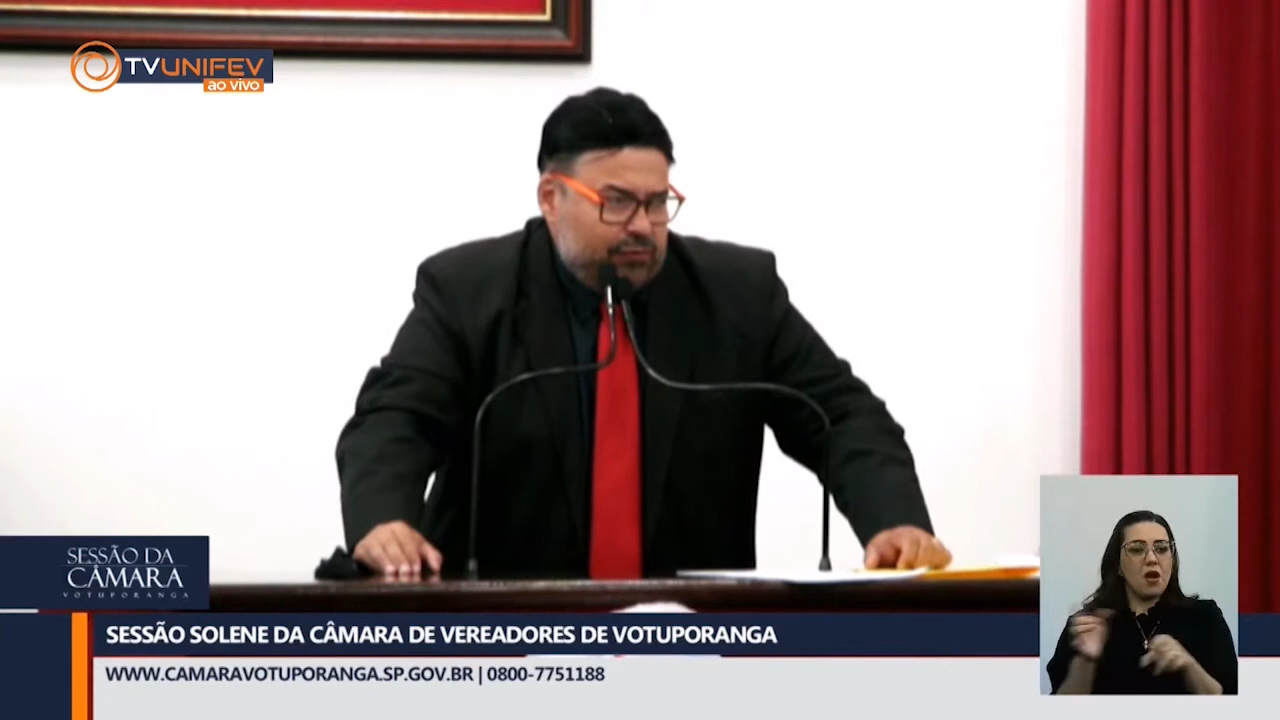 TVUNIFEV
ao vivo
SESSÃO DA
CÂMARA
VOTUPORANGA
SESSÃO SOLENE DA CÂMARA DE VEREADORES DE VOTUPORANGA
WWW.CAMARAVOTUPORANGA.SP.GOV.BR | 0800-7751188